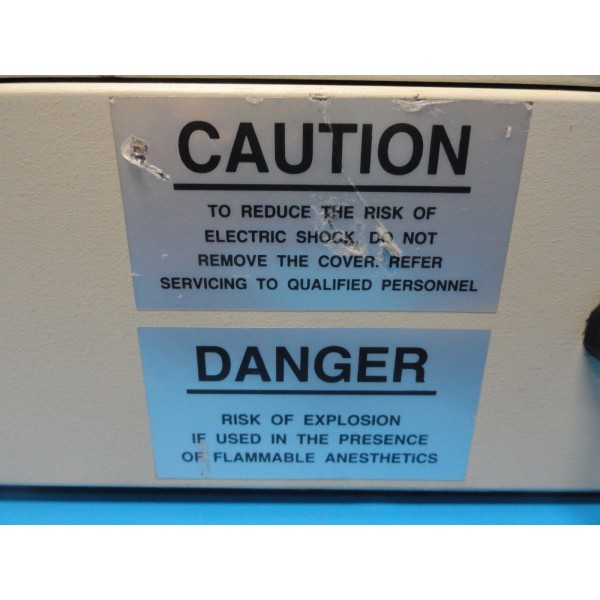 CAUTION
TO REDUCE THE RISK OF
ELECTRIC SHOCK, DO NOT
REMOVE THE COVER. REFER
SERVICING TO QUALIFIED PERSONNEL
DANGER
RISK OF EXPLOSION
IF USED IN THE PRESENCE
OF FLAMMABLE ANESTHETICS